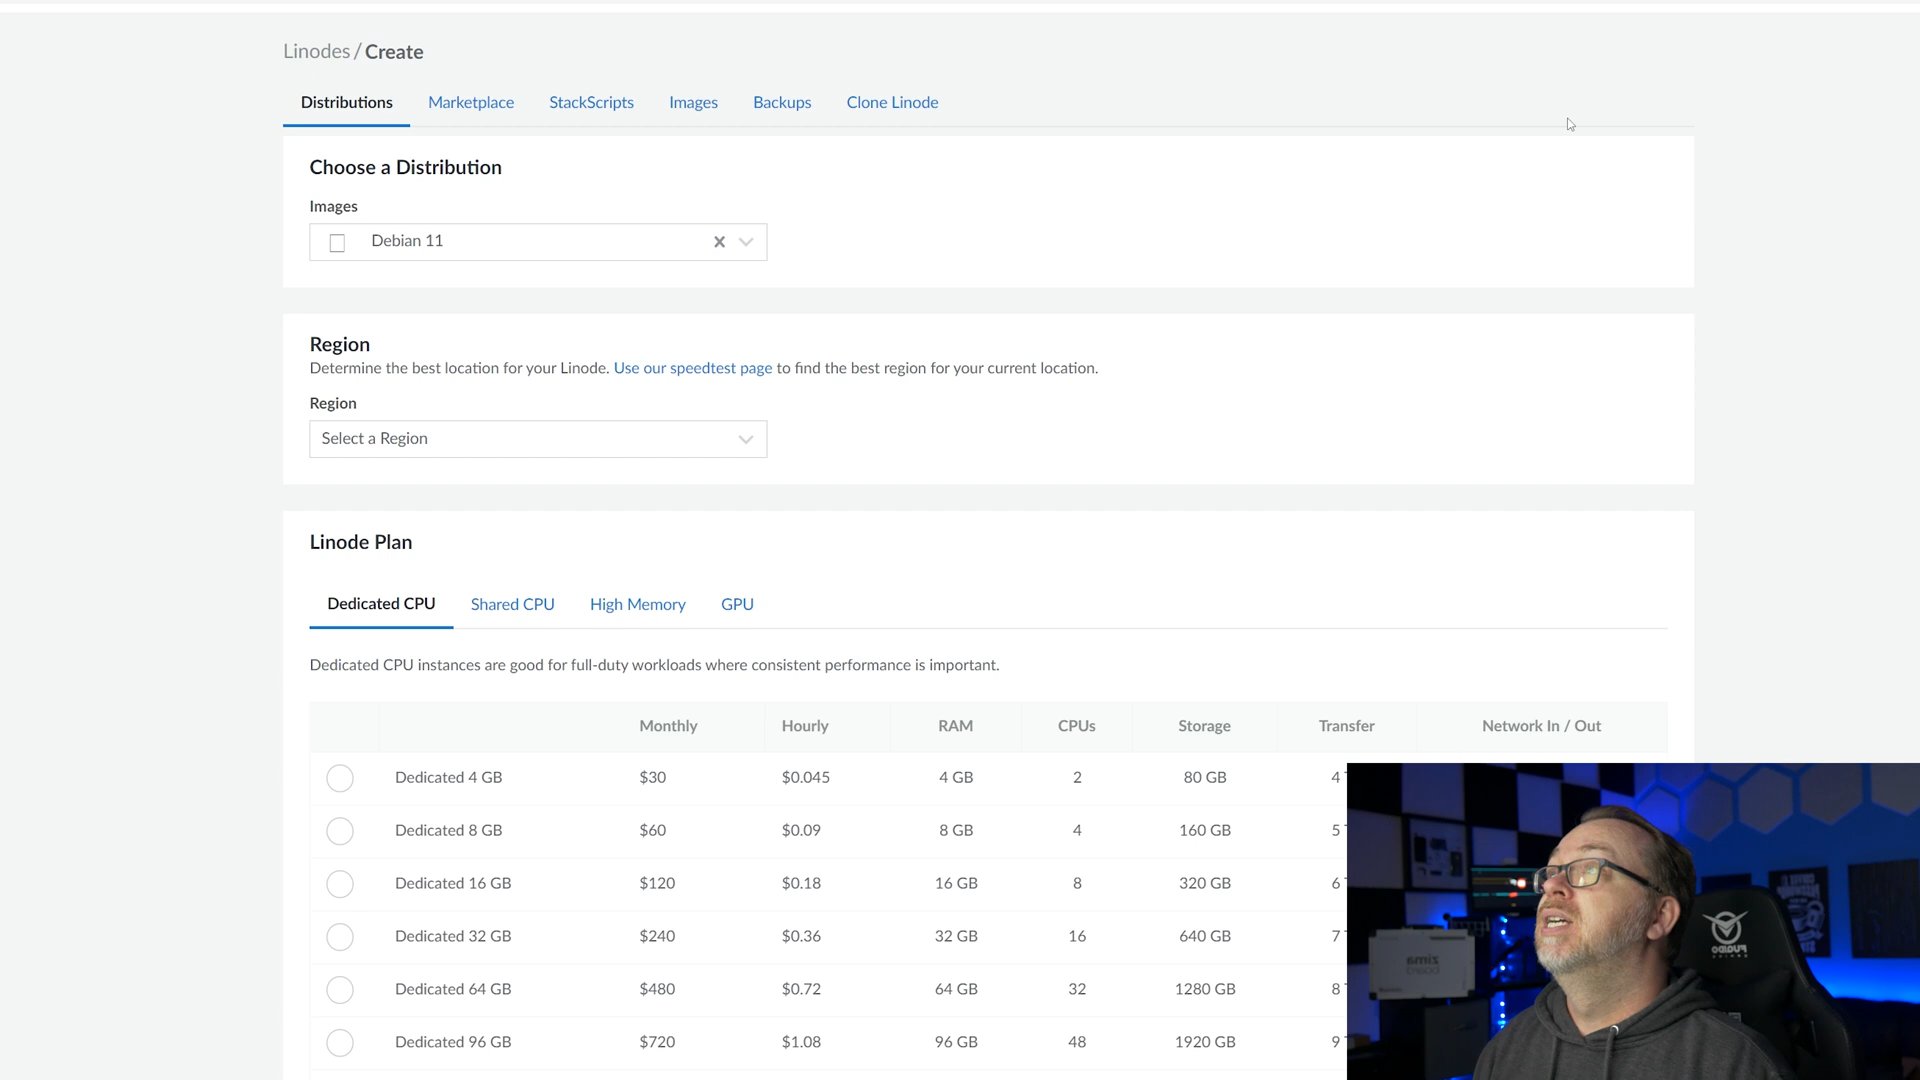 Linodes / Create
Distributions Marketplace StackScripts Images Backups Clone Linode
Choose a Distribution
Images
Debian 11
Region
Determine the best location for your Linode. Use our speedtest page to find the best region for your current location.
Region
Select a Region
Linode Plan
Dedicated CPU Shared CPU High Memory GPU
Dedicated CPU instances are good for full-duty workloads where consistent performance is important.
Monthly Hourly RAM CPUs Storage Transfer Network In / Out
Dedicated 4 GB $30 $0.045 4 GB 2 80 GB 4
Dedicated 8 GB $60 $0.09 8 GB 4 160 GB 5
Dedicated 16 GB $120 $0.18 16 GB 8 320 GB 6
Dedicated 32 GB $240 $0.36 32 GB 16 640 GB 7
Dedicated 64 GB $480 $0.72 64 GB 32 1280 GB 8
Dedicated 96 GB $720 $1.08 96 GB 48 1920 GB 9
zima
board